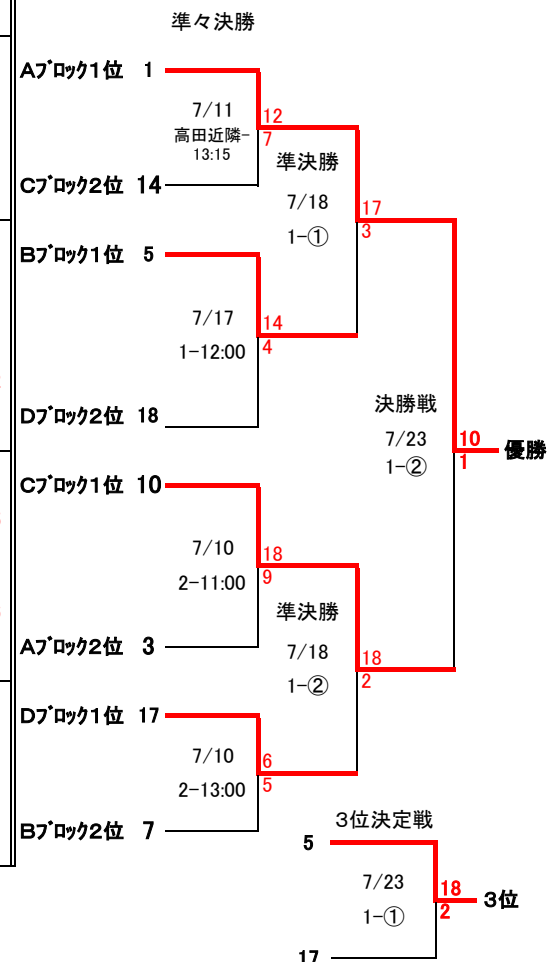 準々決勝
Aブロック1位 1
12
7/11
高田近隣-
13:15
7
準決勝
Cブロック2位 14
7/18
17
1-①
3
Bブロック1位 5
7/17
14
1-12:00
4
決勝戦
Dブロック2位 18
7/23
10
優勝
1-②
1
Cブロック1位 10
7/10
18
2-11:00
9
準決勝
Aブロック2位 3
7/18
18
1-②
2
Dブロック1位 17
7/10
6
2-13:00
5
Bブロック2位 7
3位決定戦
5
7/23
18
3位
1-①
2
17